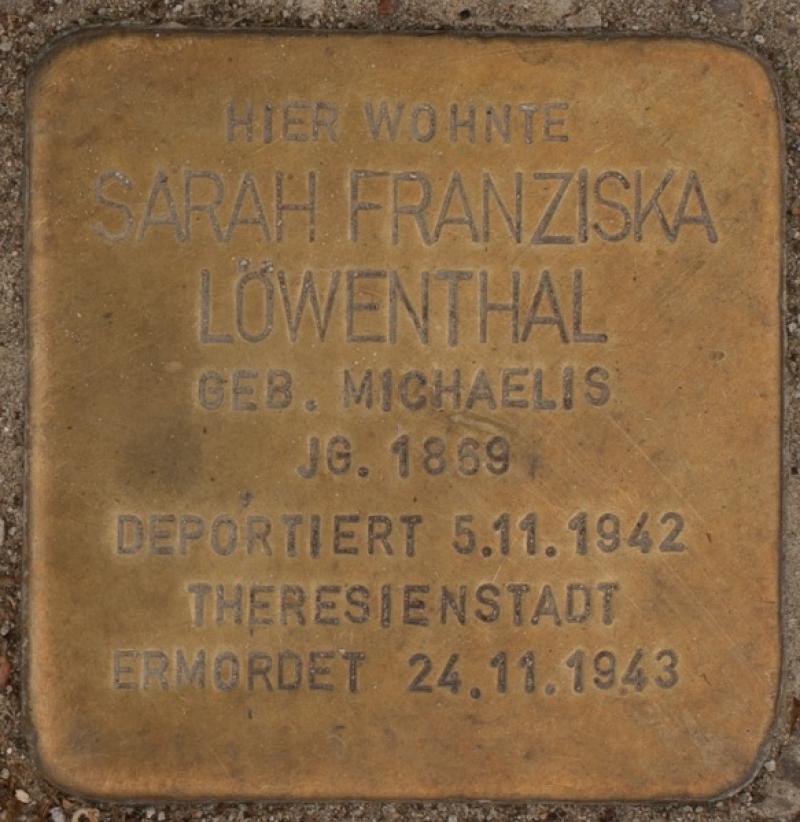 HIER WOHNTE
SARAH FRANZISKA
LÖWENTHAL
GEB. MICHAELIS
JG. 1869
DEPORTIERT 5.11.1942
THERESIENSTADT
ERMORDET 24.11.1943